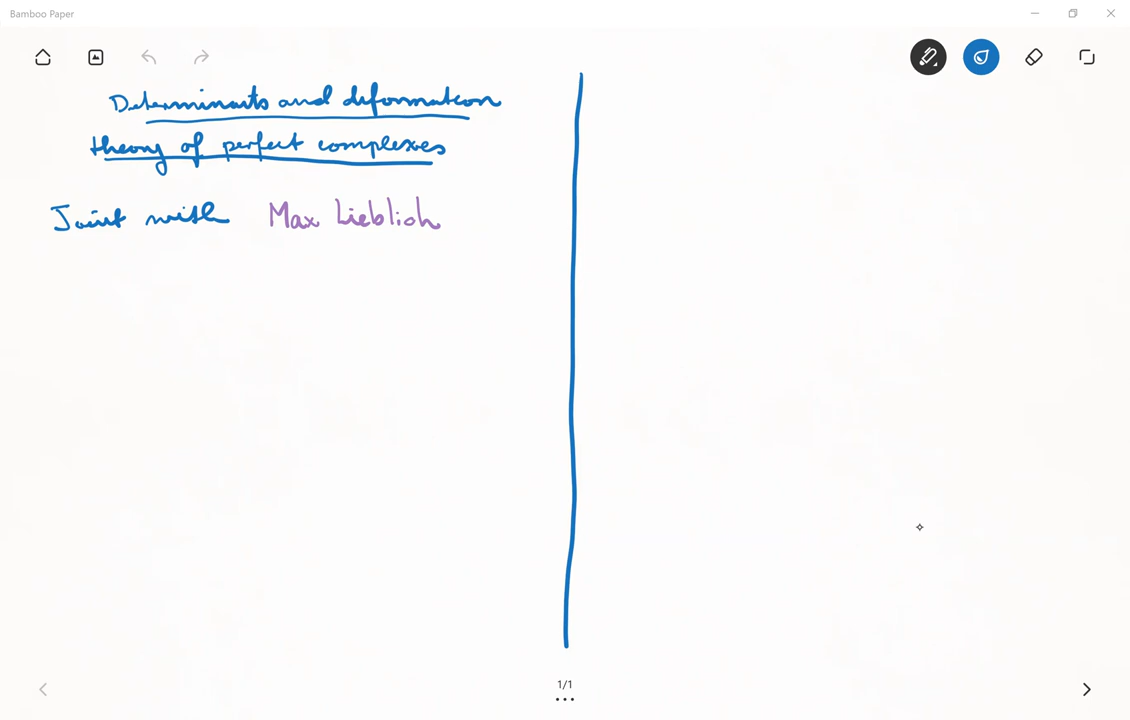 Bamboo Paper
Determinants and deformation
theory of perfect complexes
Joint with Max Lieblich
1/1